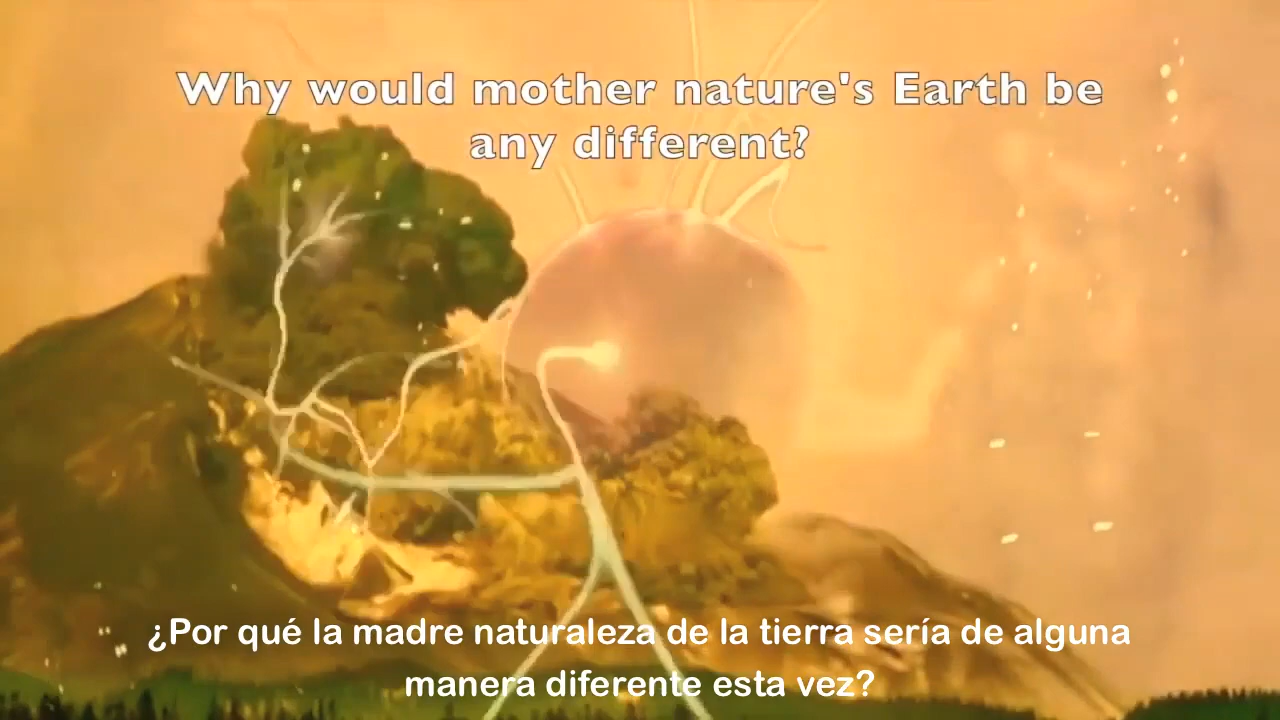 Why would mother nature's Earth be
any different?
¿Por qué la madre naturaleza de la tierra sería de alguna
manera diferente esta vez?